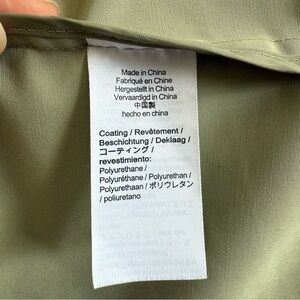 Made in China
Fabriqué en Chine
Hergestellt in China
Vervaardigd in china
中国製
hecho en china
Coating / Revêtement /
Beschichtung / Deklaag /
コーティング /
revestimiento:
Polyurethane /
Polyuréthane / Polyurethan /
Polyurethaan / ポリウレタン
/ poliuretano